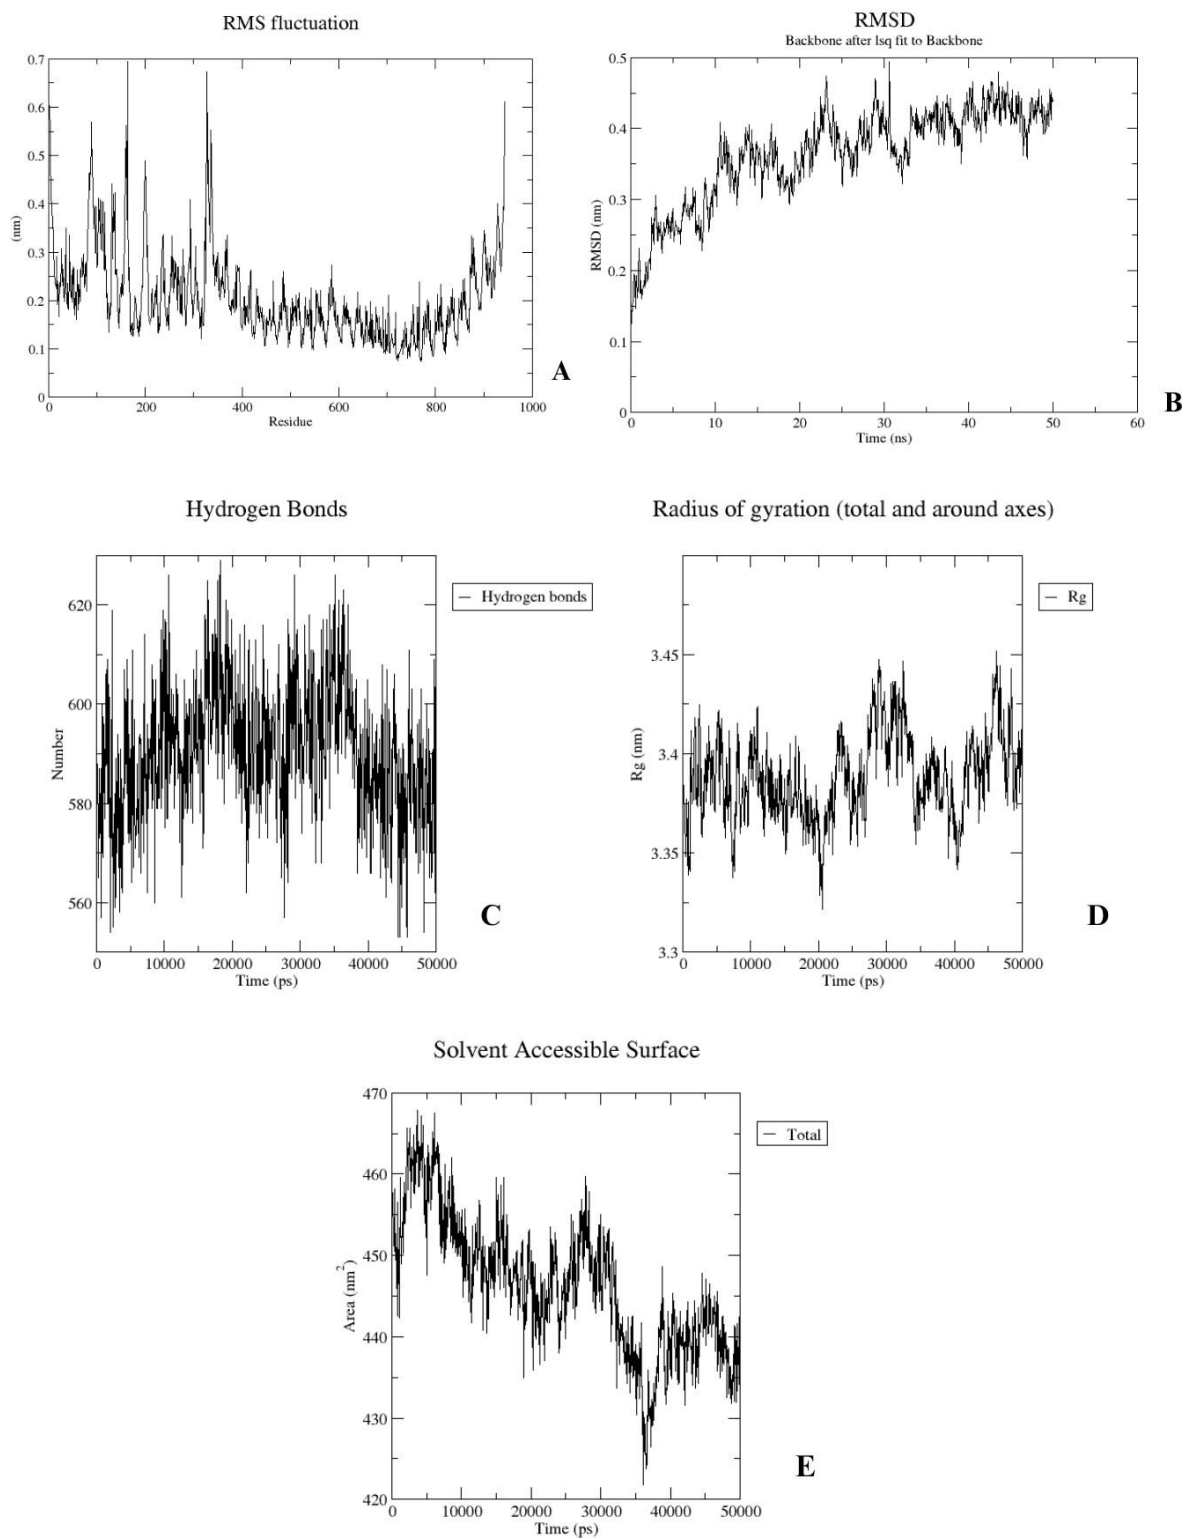 RMS fluctuation
0.7
0.6
0.5
0.4
0.3
0.2
0.1
0
(nm)
0 200 400 600 800 1000
Residue
A
RMSD
Backbone after lsq fit to Backbone
0.5
0.4
0.3
0.2
0.1
0
RMSD (nm)
0 10 20 30 40 50 60
Time (ns)
B
Hydrogen Bonds
620
600
580
560
Number
0 10000 20000 30000 40000 50000
Time (ps)
Hydrogen bonds
C
Radius of gyration (total and around axes)
3.45
3.4
3.35
3.3
Rg (nm)
0 10000 20000 30000 40000 50000
Time (ps)
Rg
D
Solvent Accessible Surface
470
460
450
440
430
420
Area (nm²)
0 10000 20000 30000 40000 50000
Time (ps)
Total
E